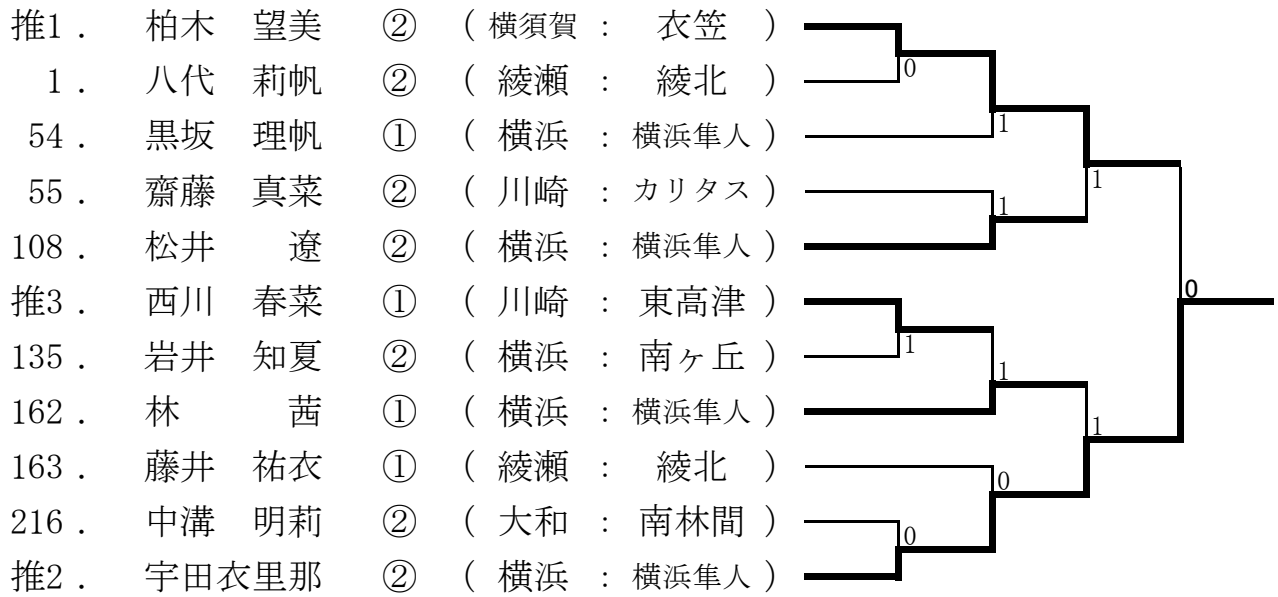 推1． 柏木 望美 ② （ 横須賀 ： 衣笠 ）
0
1． 八代 莉帆 ② （ 綾瀬 ： 綾北 ）
1
54． 黒坂 理帆 ① （ 横浜 ： 横浜隼人 ）
1
55． 齋藤 真菜 ② （ 川崎 ： カリタス ）
1
108． 松井 遼 ② （ 横浜 ： 横浜隼人 ）
0
推3． 西川 春菜 ① （ 川崎 ： 東高津 ）
1
135． 岩井 知夏 ② （ 横浜 ： 南ヶ丘 ）
1
162． 林 茜 ① （ 横浜 ： 横浜隼人 ）
1
163． 藤井 祐衣 ① （ 綾瀬 ： 綾北 ）
0
216． 中溝 明莉 ② （ 大和 ： 南林間 ）
0
推2． 宇田衣里那 ② （ 横浜 ： 横浜隼人 ）